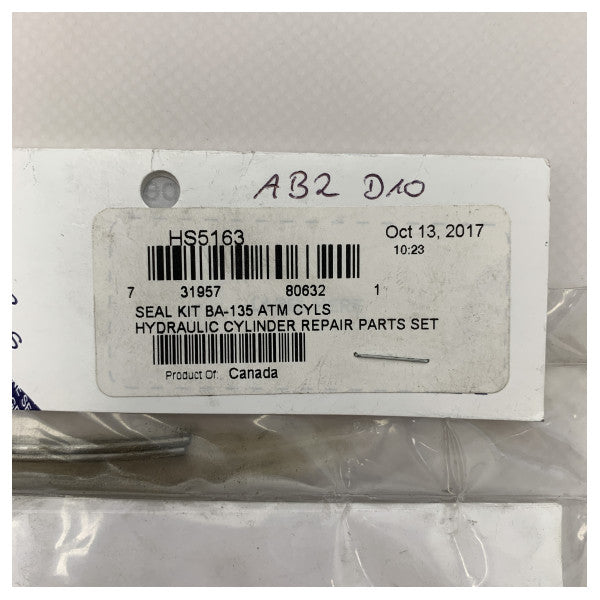 AB2 D10
HS5163
Oct 13, 2017
10:23
7 31957 80632 1
SEAL KIT BA-135 ATM CYLS
HYDRAULIC CYLINDER REPAIR PARTS SET
Product Of: Canada